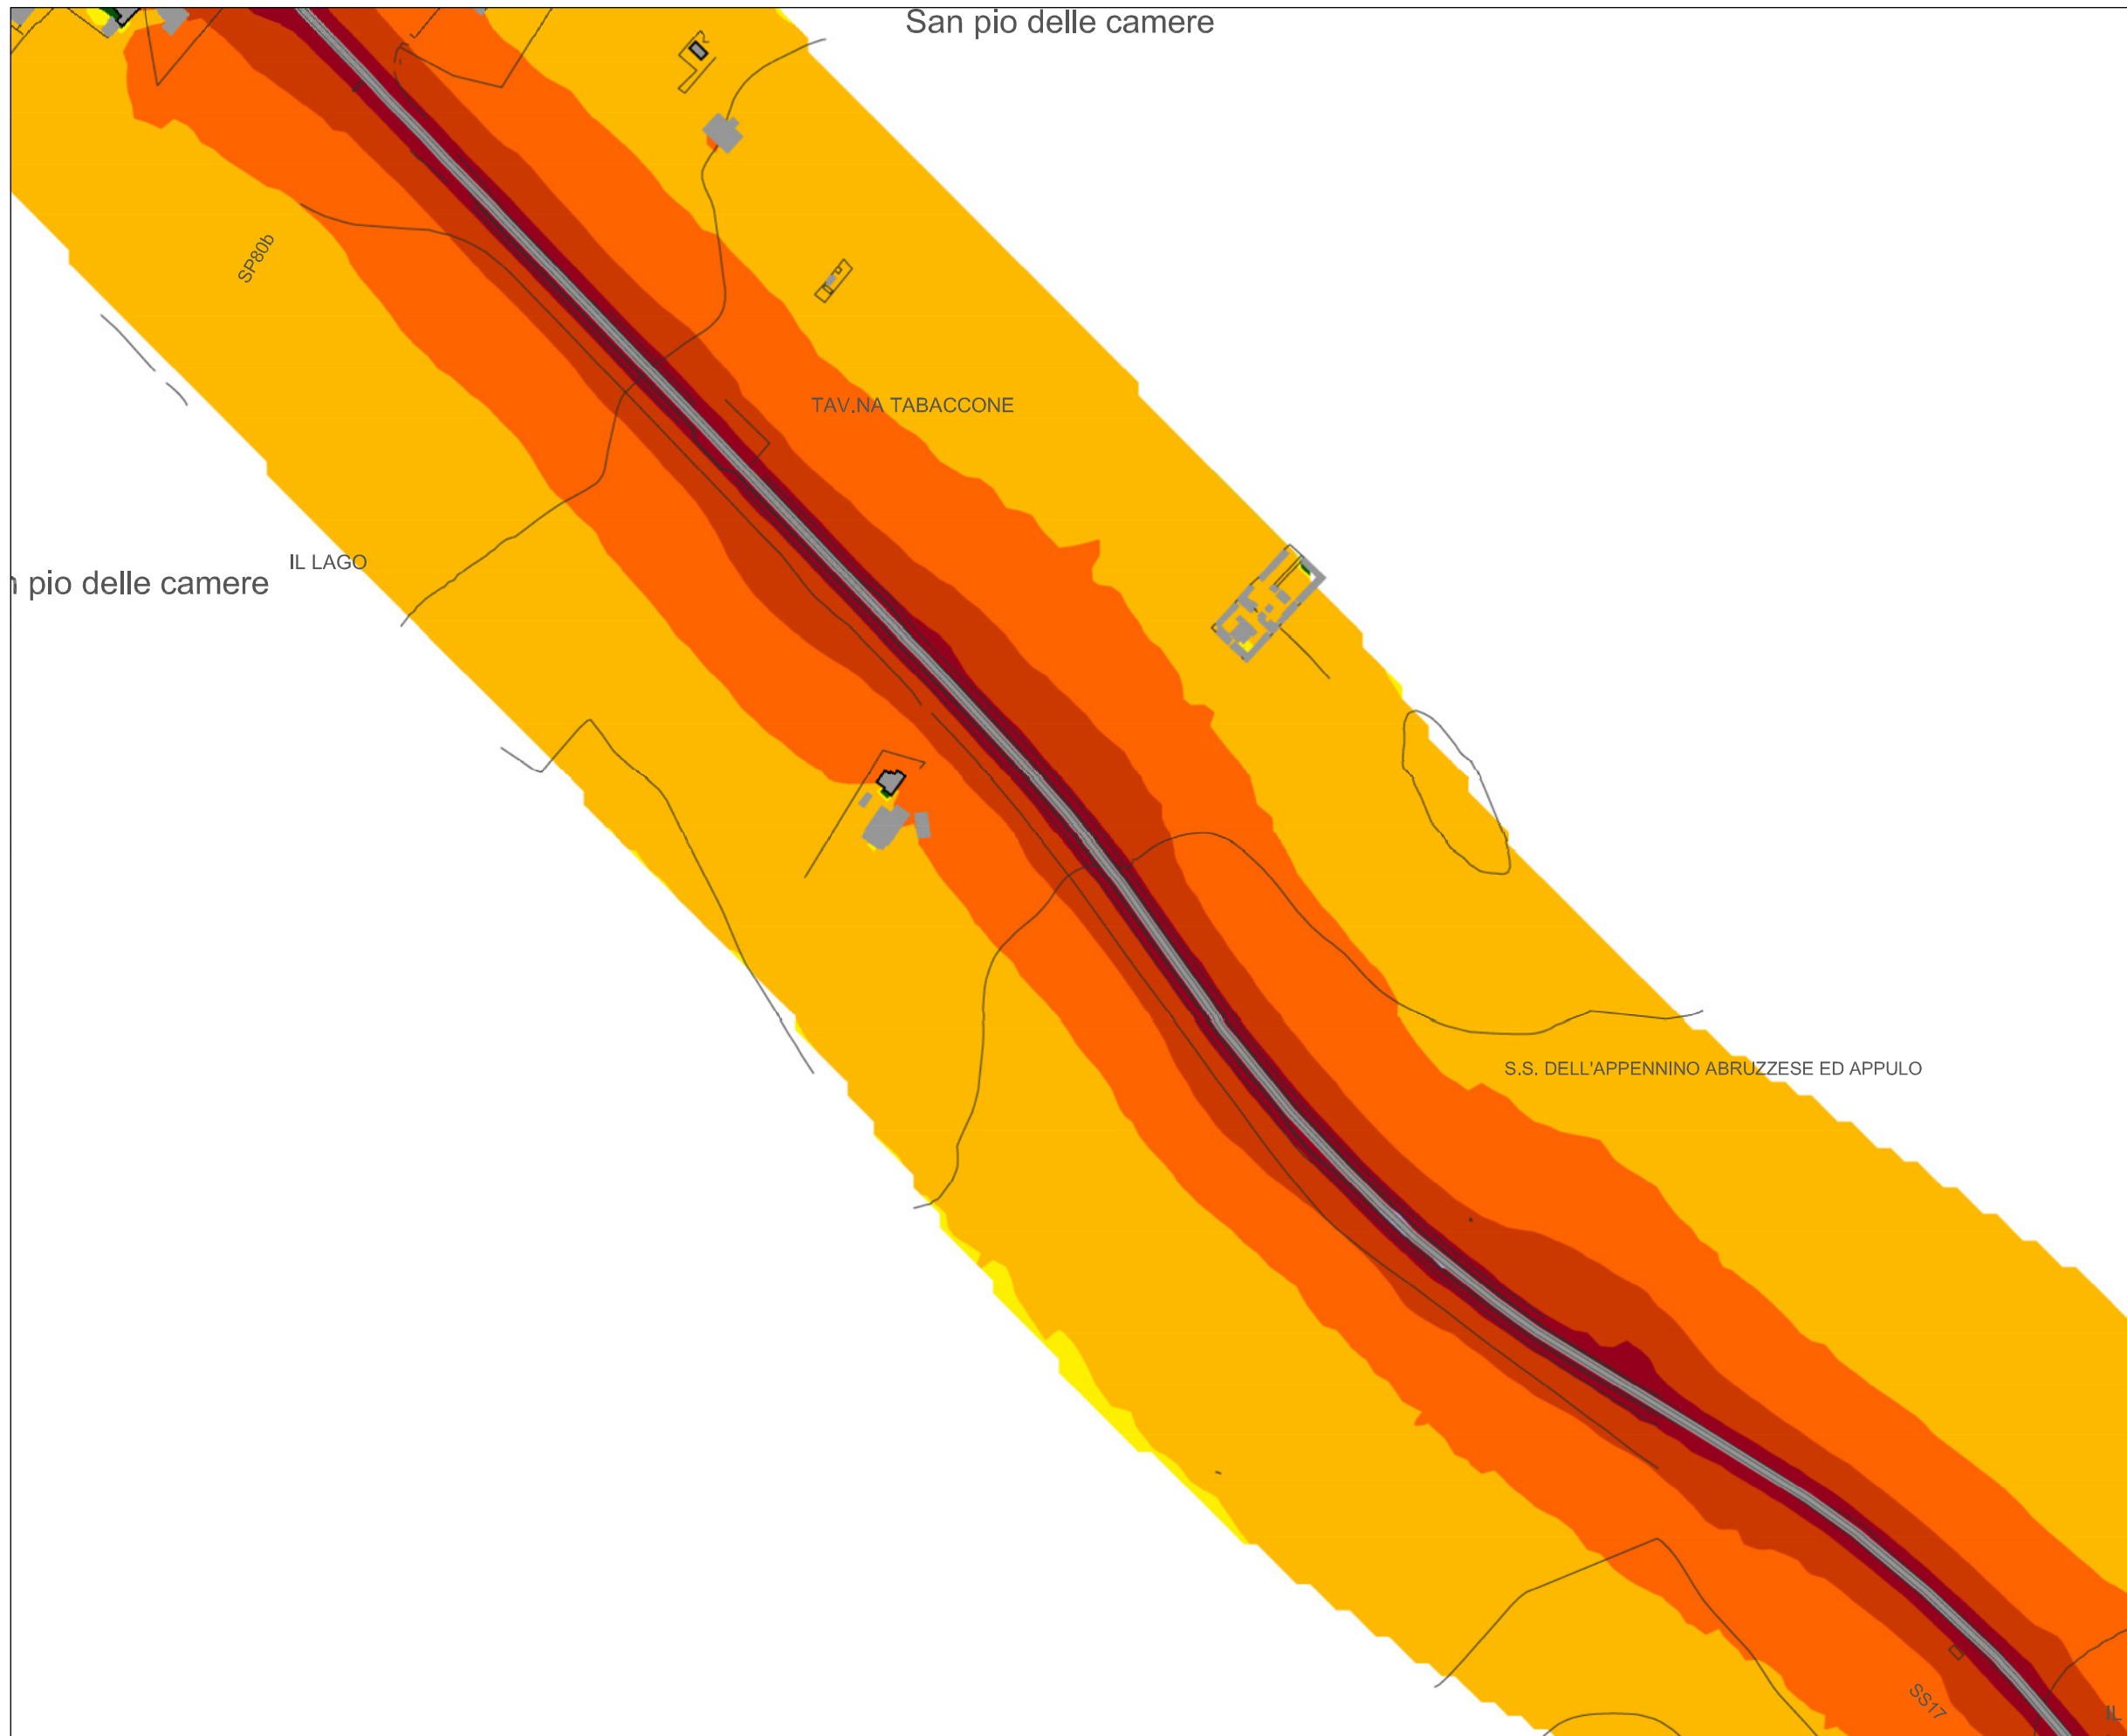 San pio delle camere
SP80b
TAV.NA TABACCONE
IL LAGO
pio delle camere
S.S. DELL'APPENNINO ABRUZZESE ED APPULO
SS17
IL